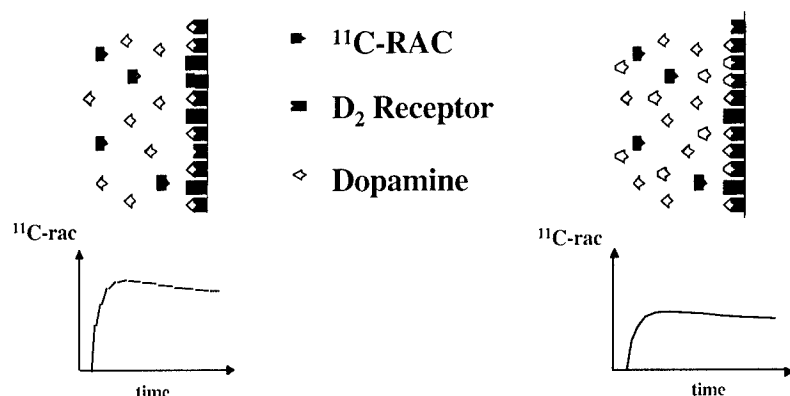 ¹¹C-RAC
D₂ Receptor
Dopamine
¹¹C-rac
time
¹¹C-rac
time